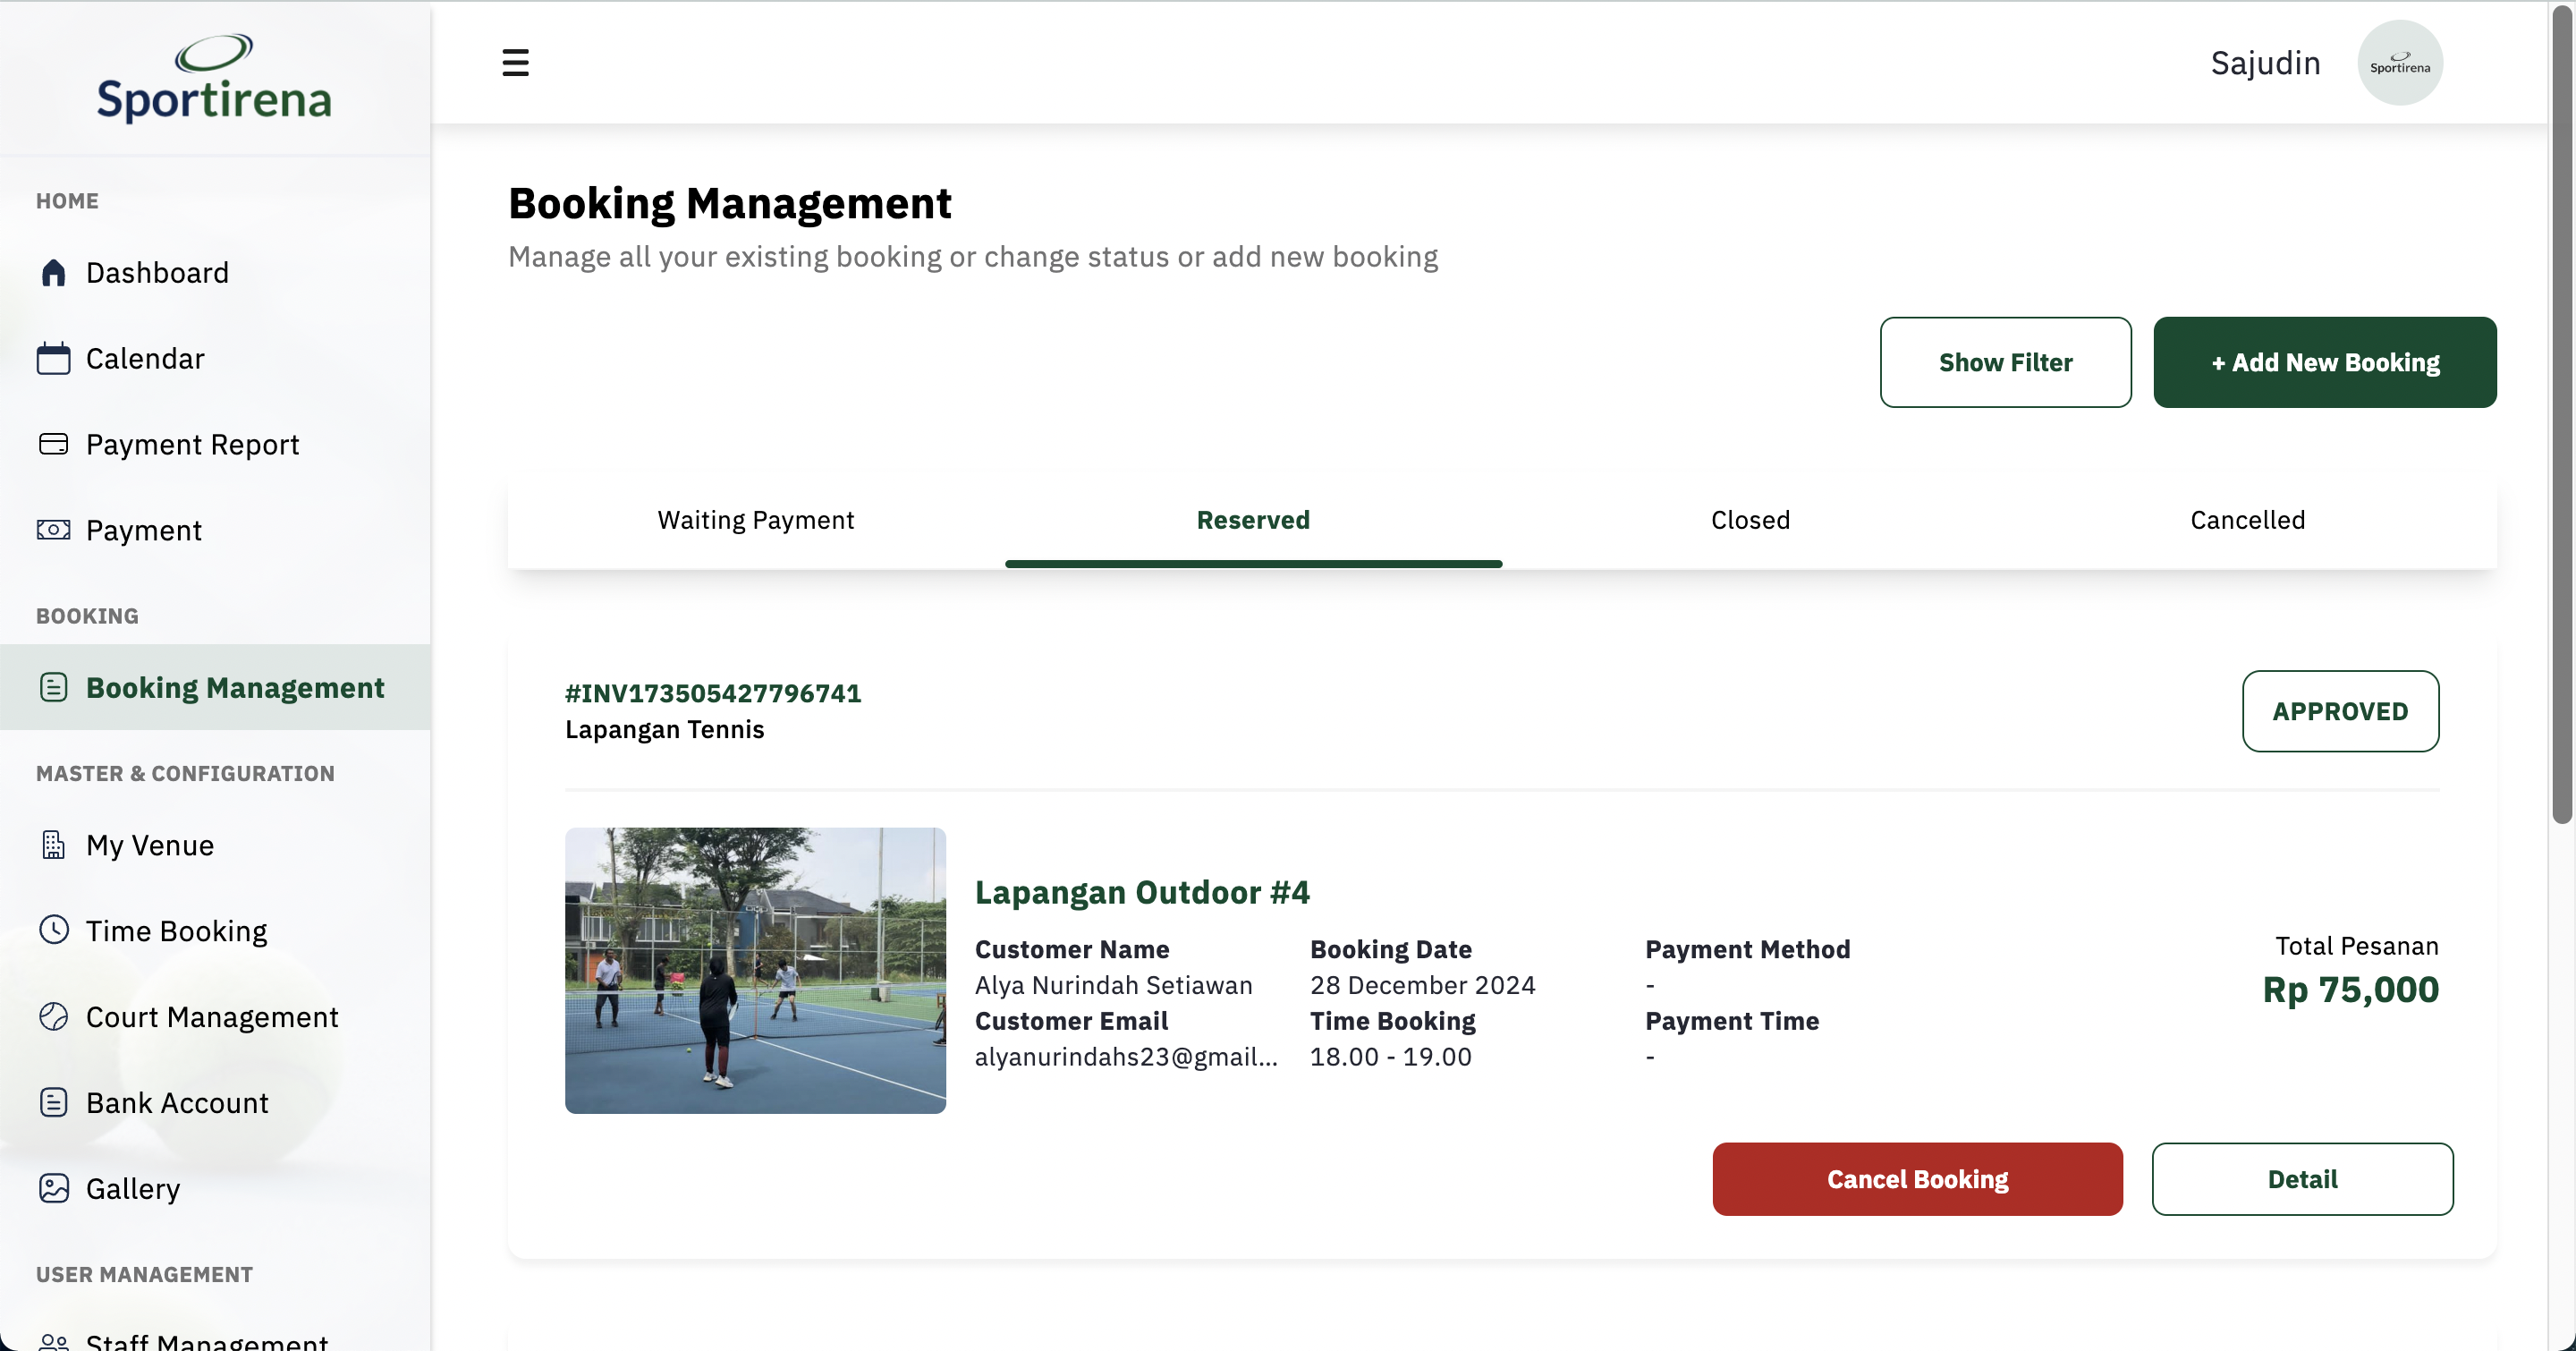 Sportirena
HOME
Dashboard
Calendar
Payment Report
Payment
BOOKING
Booking Management
MASTER & CONFIGURATION
My Venue
Time Booking
Court Management
Bank Account
Gallery
USER MANAGEMENT
Staff Management
Sajudin
Sportirena
Booking Management
Manage all your existing booking or change status or add new booking
Show Filter
+ Add New Booking
Waiting Payment
Reserved
Closed
Cancelled
#INV173505427796741
Lapangan Tennis
APPROVED
Lapangan Outdoor #4
Customer Name
Alya Nurindah Setiawan
Customer Email
alyanurindahs23@gmail...
Booking Date
28 December 2024
Time Booking
18.00 - 19.00
Payment Method
-
Payment Time
-
Total Pesanan
Rp 75,000
Cancel Booking
Detail